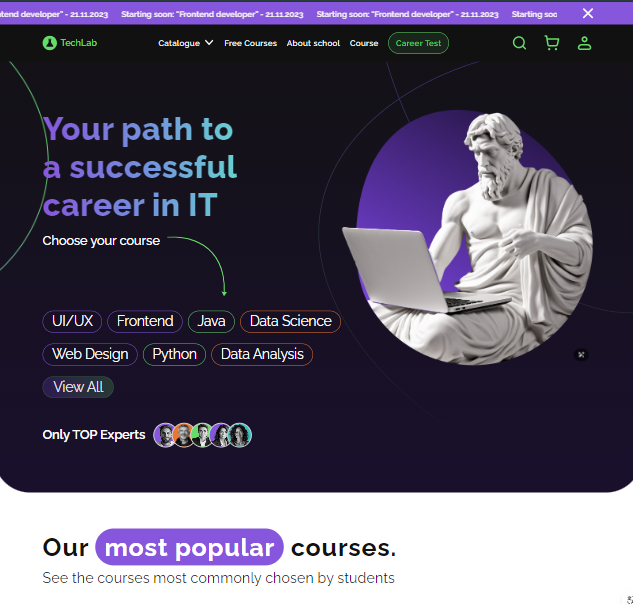 tend developer" - 21.11.2023 Starting soon: "Frontend developer" - 21.11.2023 Starting soon: "Frontend developer" - 21.11.2023 Starting soo
TechLab
Catalogue Free Courses About school Course Career Test
Your path to
a successful
career in IT
Choose your course
UI/UX Frontend Java Data Science
Web Design Python Data Analysis
View All
Only TOP Experts
Our most popular courses.
See the courses most commonly chosen by students